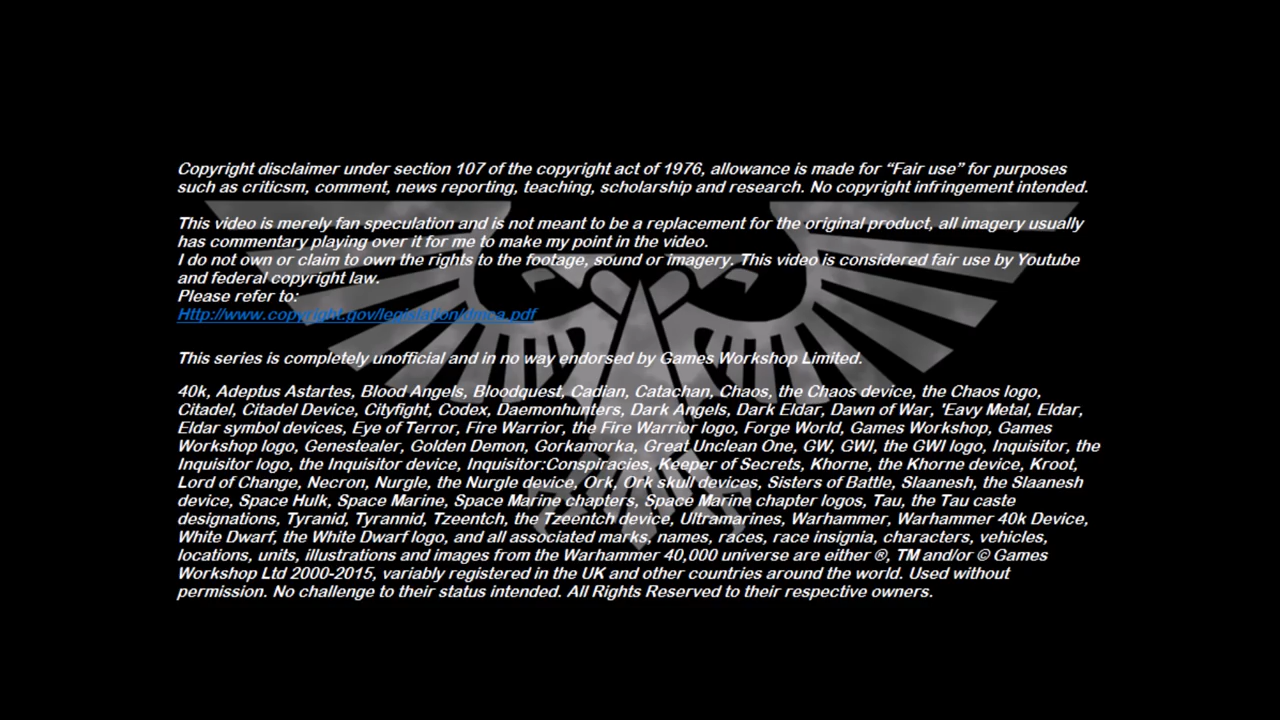 Copyright disclaimer under section 107 of the copyright act of 1976, allowance is made for “Fair use” for purposes
such as criticsm, comment, news reporting, teaching, scholarship and research. No copyright infringement intended.
This video is merely fan speculation and is not meant to be a replacement for the original product, all imagery usually
has commentary playing over it for me to make my point in the video.
I do not own or claim to own the rights to the footage, sound or imagery. This video is considered fair use by Youtube
and federal copyright law.
Please refer to:
Http://www.copyright.gov/legislation/dmca.pdf
This series is completely unofficial and in no way endorsed by Games Workshop Limited.
40k, Adeptus Astartes, Blood Angels, Bloodquest, Cadian, Catachan, Chaos, the Chaos device, the Chaos logo,
Citadel, Citadel Device, Cityfight, Codex, Daemonhunters, Dark Angels, Dark Eldar, Dawn of War, 'Eavy Metal, Eldar,
Eldar symbol devices, Eye of Terror, Fire Warrior, the Fire Warrior logo, Forge World, Games Workshop, Games
Workshop logo, Genestealer, Golden Demon, Gorkamorka, Great Unclean One, GW, GWI, the GWI logo, Inquisitor, the
Inquisitor logo, the Inquisitor device, Inquisitor:Conspiracies, Keeper of Secrets, Khorne, the Khorne device, Kroot,
Lord of Change, Necron, Nurgle, the Nurgle device, Ork, Ork skull devices, Sisters of Battle, Slaanesh, the Slaanesh
device, Space Hulk, Space Marine, Space Marine chapters, Space Marine chapter logos, Tau, the Tau caste
designations, Tyranid, Tyrannid, Tzeentch, the Tzeentch device, Ultramarines, Warhammer, Warhammer 40k Device,
White Dwarf, the White Dwarf logo, and all associated marks, names, races, race insignia, characters, vehicles,
locations, units, illustrations and images from the Warhammer 40,000 universe are either ®, TM and/or © Games
Workshop Ltd 2000-2015, variably registered in the UK and other countries around the world. Used without
permission. No challenge to their status intended. All Rights Reserved to their respective owners.